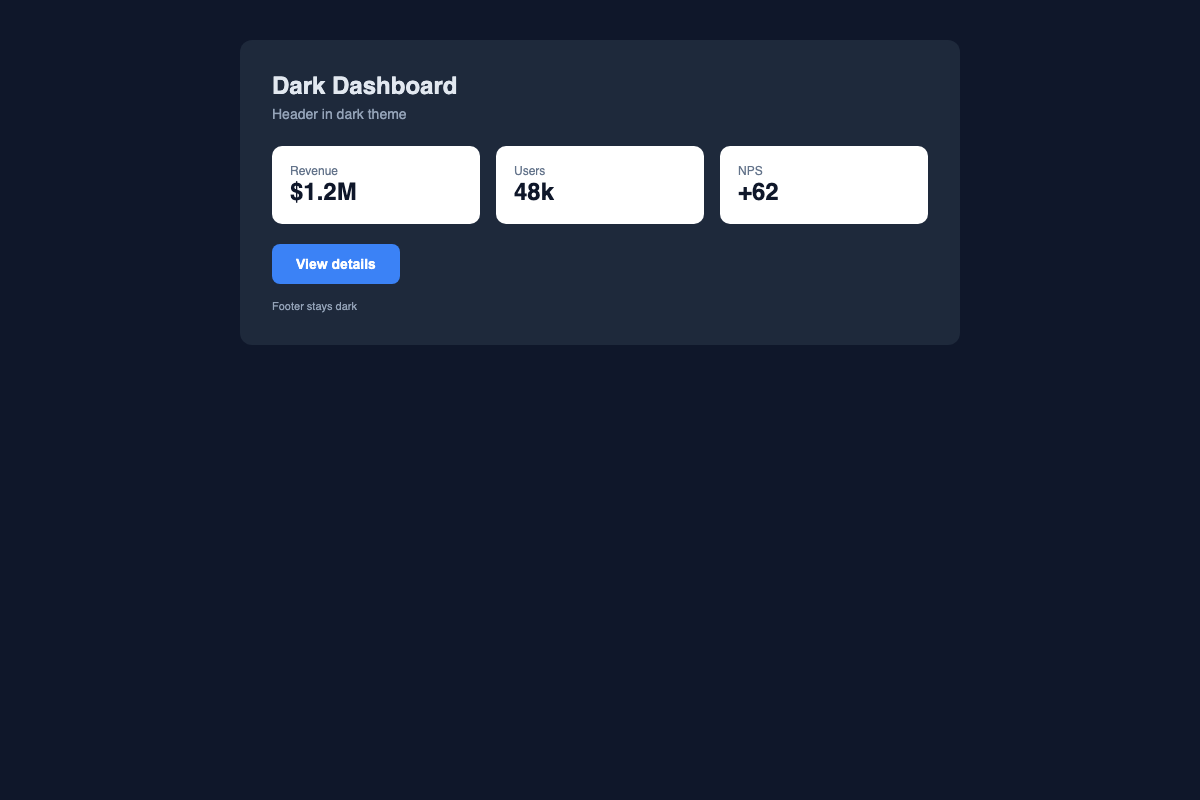 Dark Dashboard
Header in dark theme
Revenue
$1.2M
Users
48k
NPS
+62
View details
Footer stays dark